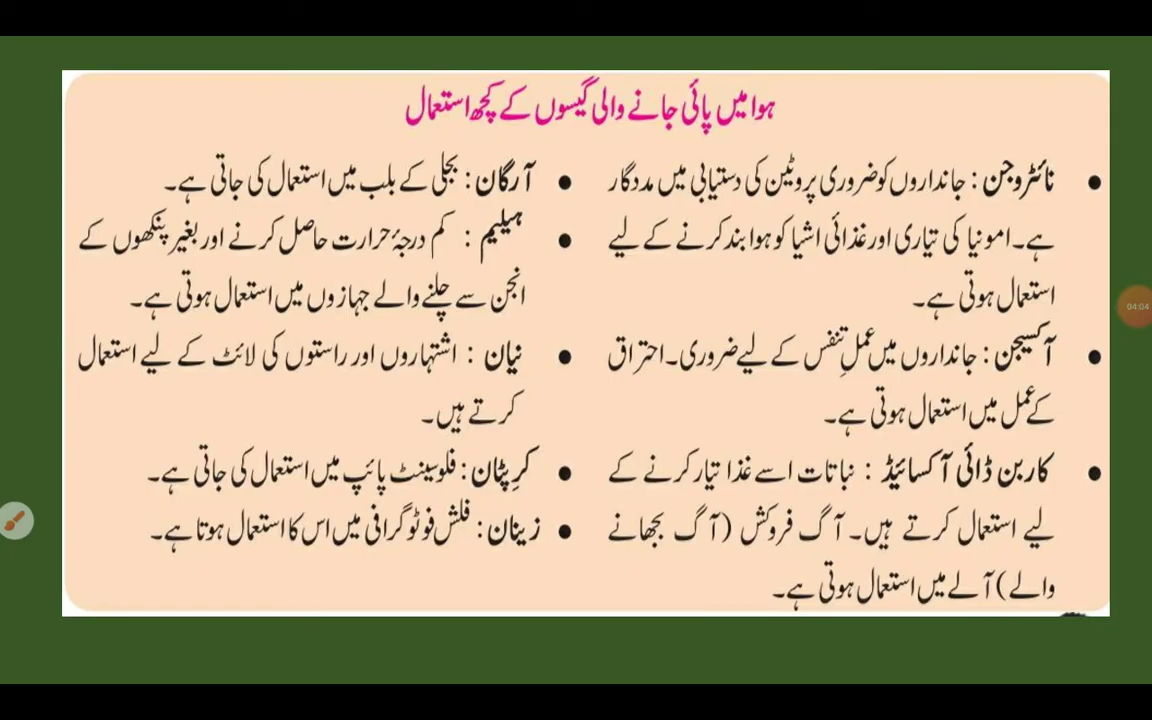 ہوا میں پائی جانے والی گیسوں کے کچھ استعمال
• نائٹروجن : جانداروں کو ضروری پروٹین کی دستیابی میں مددگار
ہے۔ امونیا کی تیاری اور غذائی اشیا کو ہوا بند کرنے کے لیے
استعمال ہوتی ہے۔
• آکسیجن : جانداروں میں عملِ تنفس کے لیے ضروری۔ احتراق
کے عمل میں استعمال ہوتی ہے۔
• کاربن ڈائی آکسائیڈ : نباتات اسے غذا تیار کرنے کے
لیے استعمال کرتے ہیں۔ آگ فروکش (آگ بجھانے
والے) آلے میں استعمال ہوتی ہے۔
• آرگان : بجلی کے بلب میں استعمال کی جاتی ہے۔
• ہیلیم : کم درجۂ حرارت حاصل کرنے اور بغیر پنکھوں کے
انجن سے چلنے والے جہازوں میں استعمال ہوتی ہے۔
• نیان : اشتہاروں اور راستوں کی لائٹ کے لیے استعمال
کرتے ہیں۔
• کرِپٹان : فلوسینٹ پائپ میں استعمال کی جاتی ہے۔
• زینان : فلش فوٹوگرافی میں اس کا استعمال ہوتا ہے۔
04:04